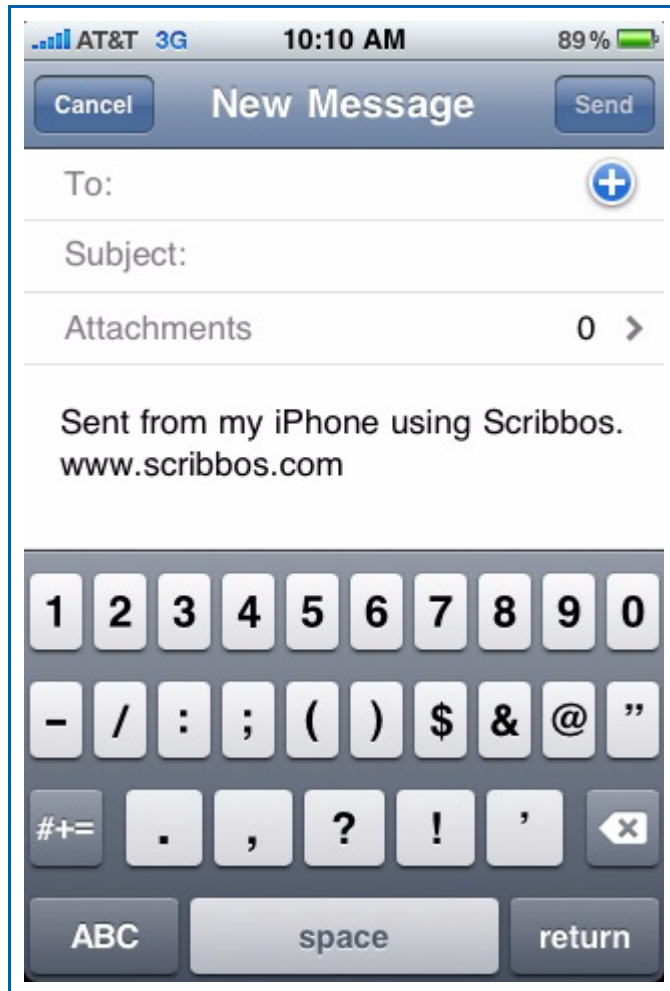 AT&T 3G 10:10 AM 89%
Cancel New Message Send
To:
Subject:
Attachments 0
Sent from my iPhone using Scribbos.
www.scribbos.com
1 2 3 4 5 6 7 8 9 0
- / : ; ( ) $ & @ ”
#+= . , ? ! ’
ABC space return